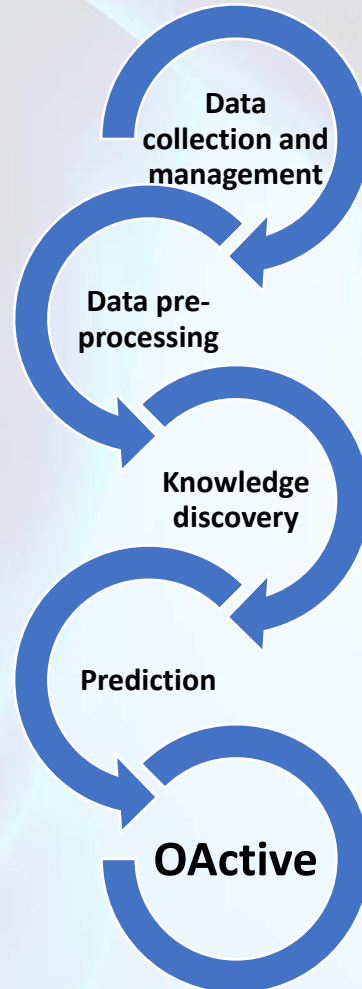 Data
collection and
management
Data pre-
processing
Knowledge
discovery
Prediction
OActive